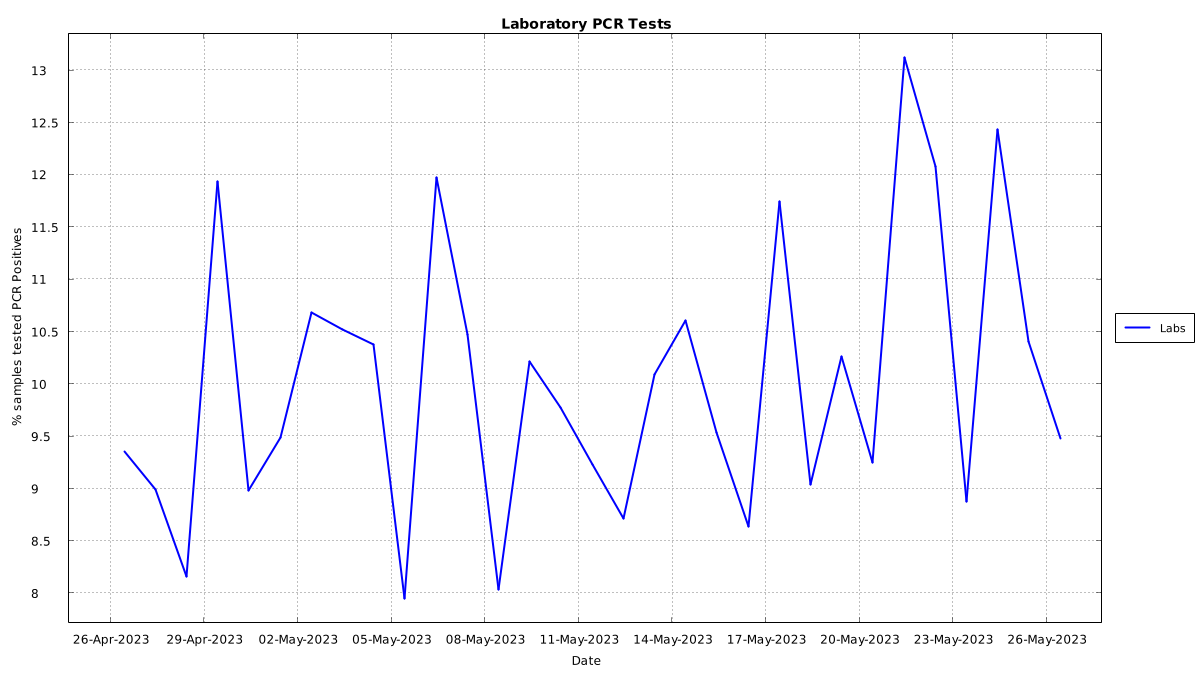 Laboratory PCR Tests
% samples tested PCR Positives
13
12.5
12
11.5
11
10.5
10
9.5
9
8.5
8
26-Apr-2023 29-Apr-2023 02-May-2023 05-May-2023 08-May-2023 11-May-2023 14-May-2023 17-May-2023 20-May-2023 23-May-2023 26-May-2023
Date
Labs